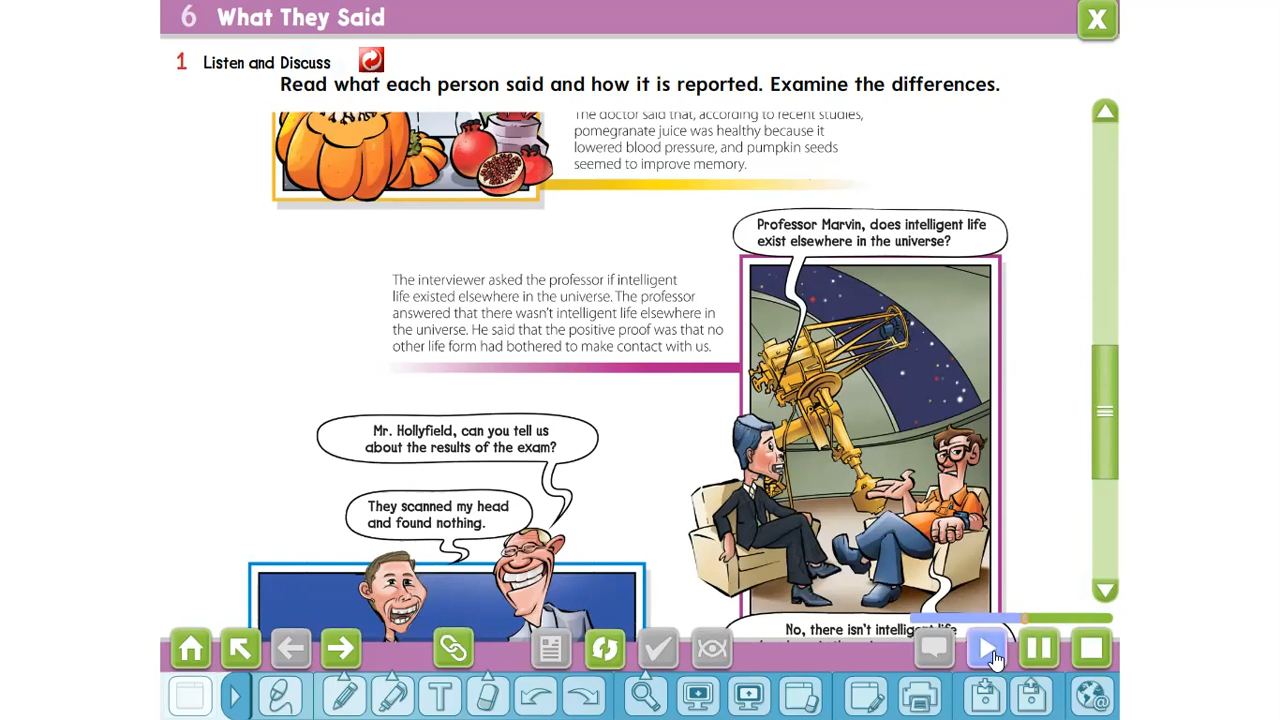 6 What They Said
X
1 Listen and Discuss
Read what each person said and how it is reported. Examine the differences.
The doctor said that, according to recent studies,
pomegranate juice was healthy because it
lowered blood pressure, and pumpkin seeds
seemed to improve memory.
Professor Marvin, does intelligent life
exist elsewhere in the universe?
The interviewer asked the professor if intelligent
life existed elsewhere in the universe. The professor
answered that there wasn't intelligent life elsewhere in
the universe. He said that the positive proof was that no
other life form had bothered to make contact with us.
Mr. Hollyfield, can you tell us
about the results of the exam?
They scanned my head
and found nothing.
No, there isn't intelligent life
T
@